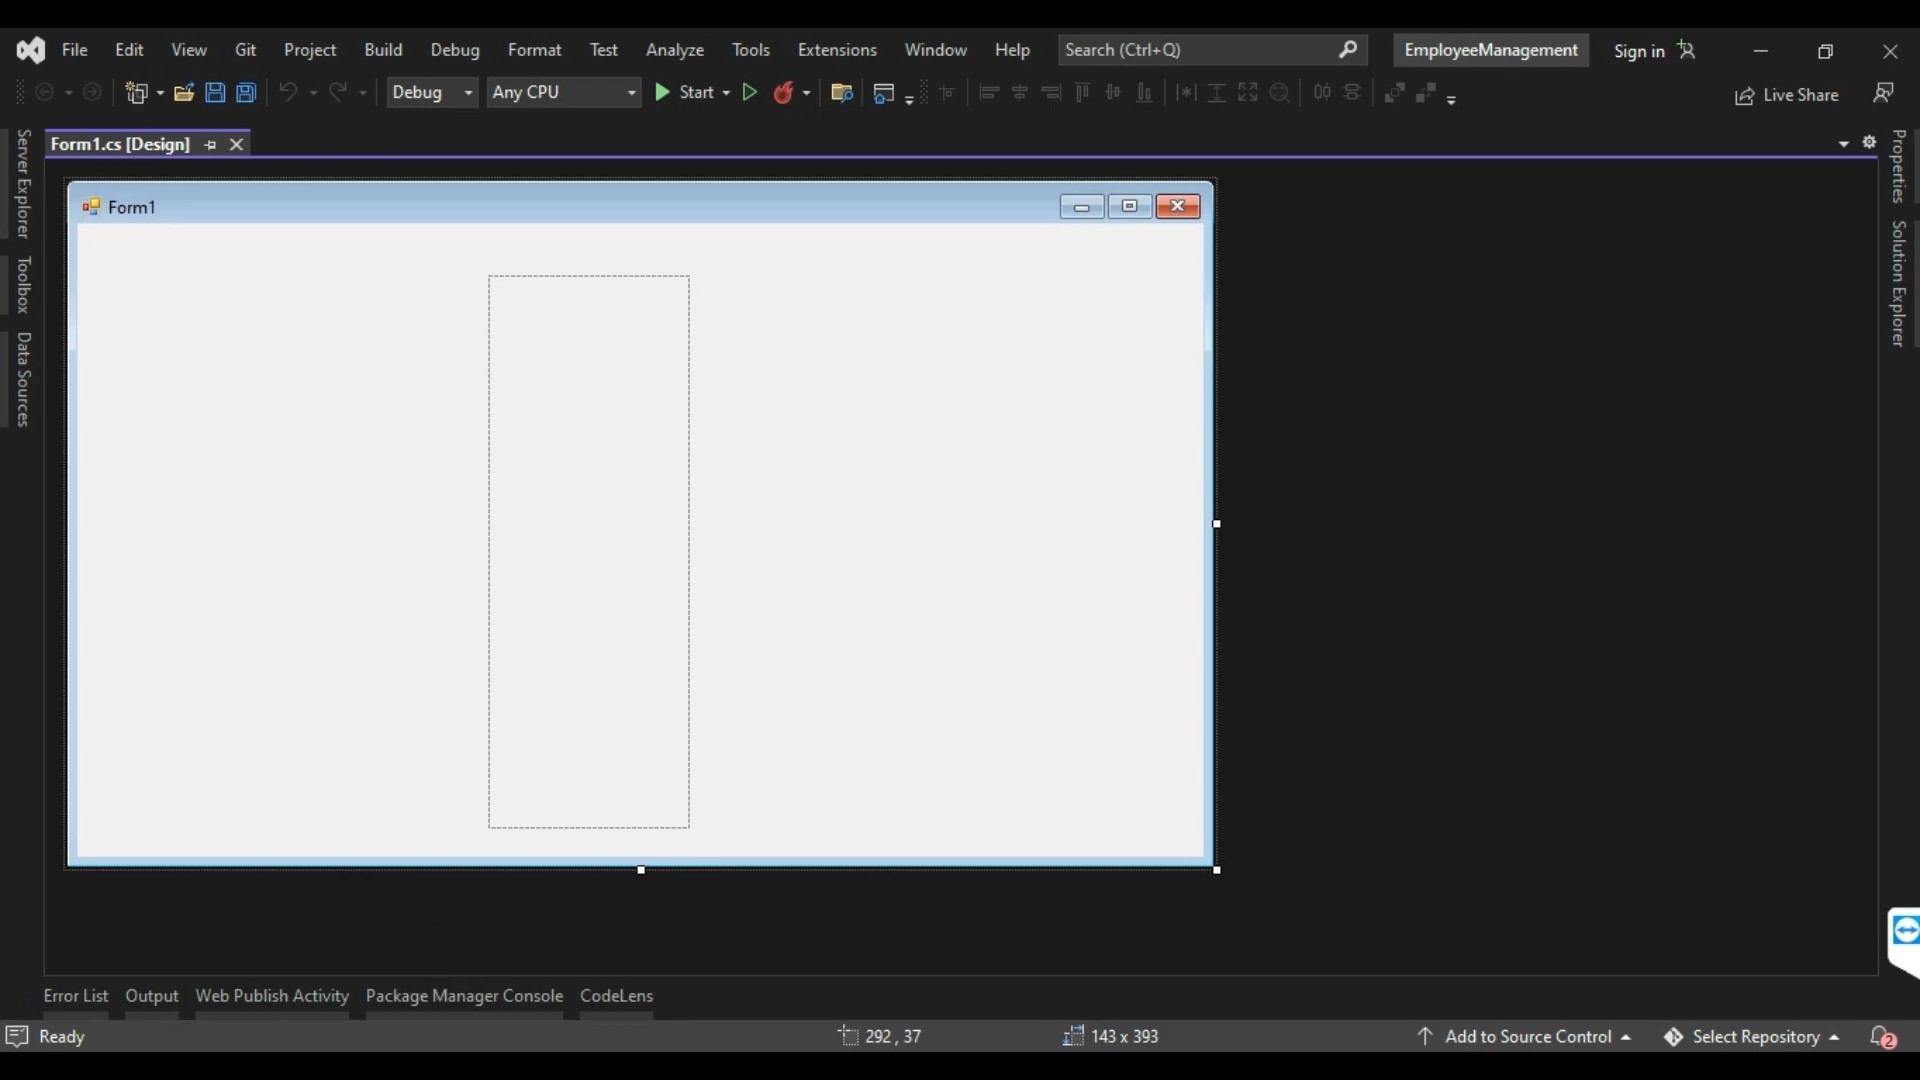 File Edit View Git Project Build Debug Format Test Analyze Tools Extensions Window Help Search (Ctrl+Q) EmployeeManagement Sign in
Debug Any CPU Start Live Share
Form1.cs [Design]
Server Explorer
Toolbox
Data Sources
Form1
Properties
Solution Explorer
Error List Output Web Publish Activity Package Manager Console CodeLens
Ready 292 , 37 143 x 393 Add to Source Control Select Repository 2